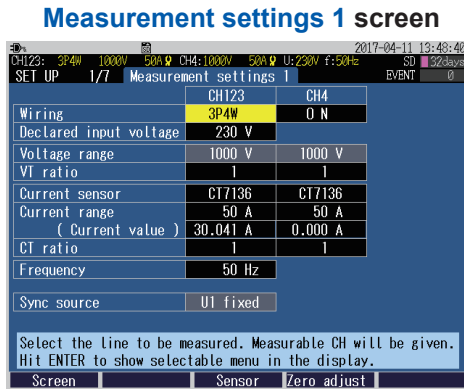 Measurement settings 1 screen
2017-04-11 13:48:40
CH123: 3P4W 1000V 50A CH4:1000V 50A U:230V f:50Hz SD 32days
SET UP 1/7 Measurement settings 1 EVENT 0
CH123 CH4
Wiring 3P4W ON
Declared input voltage 230 V
Voltage range 1000 V 1000 V
VT ratio 1 1
Current sensor CT7136 CT7136
Current range 50 A 50 A
( Current value ) 30.041 A 0.000 A
CT ratio 1 1
Frequency 50 Hz
Sync source U1 fixed
Select the line to be measured. Measurable CH will be given.
Hit ENTER to show selectable menu in the display.
Screen Sensor Zero adjust